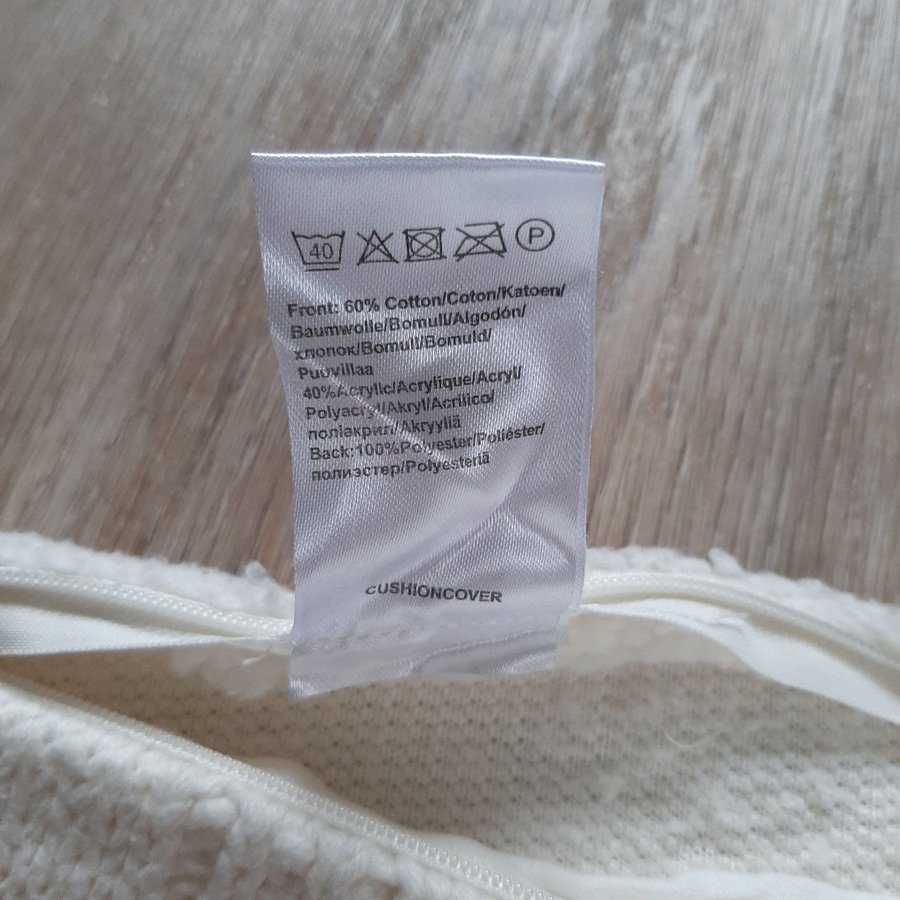 40 P
Front: 60% Cotton/Coton/Katoen/
Baumwolle/Bomull/Algodón/
хлопок/Bomull/Bomuld/
Puuvillaa
40%Acrylic/Acrylique/Acryl/
Polyacryl/Akryl/Acrílico/
поліакрил/Akryyliä
Back:100%Polyester/Poliéster/
полиэстер/Polyesteriä
CUSHIONCOVER